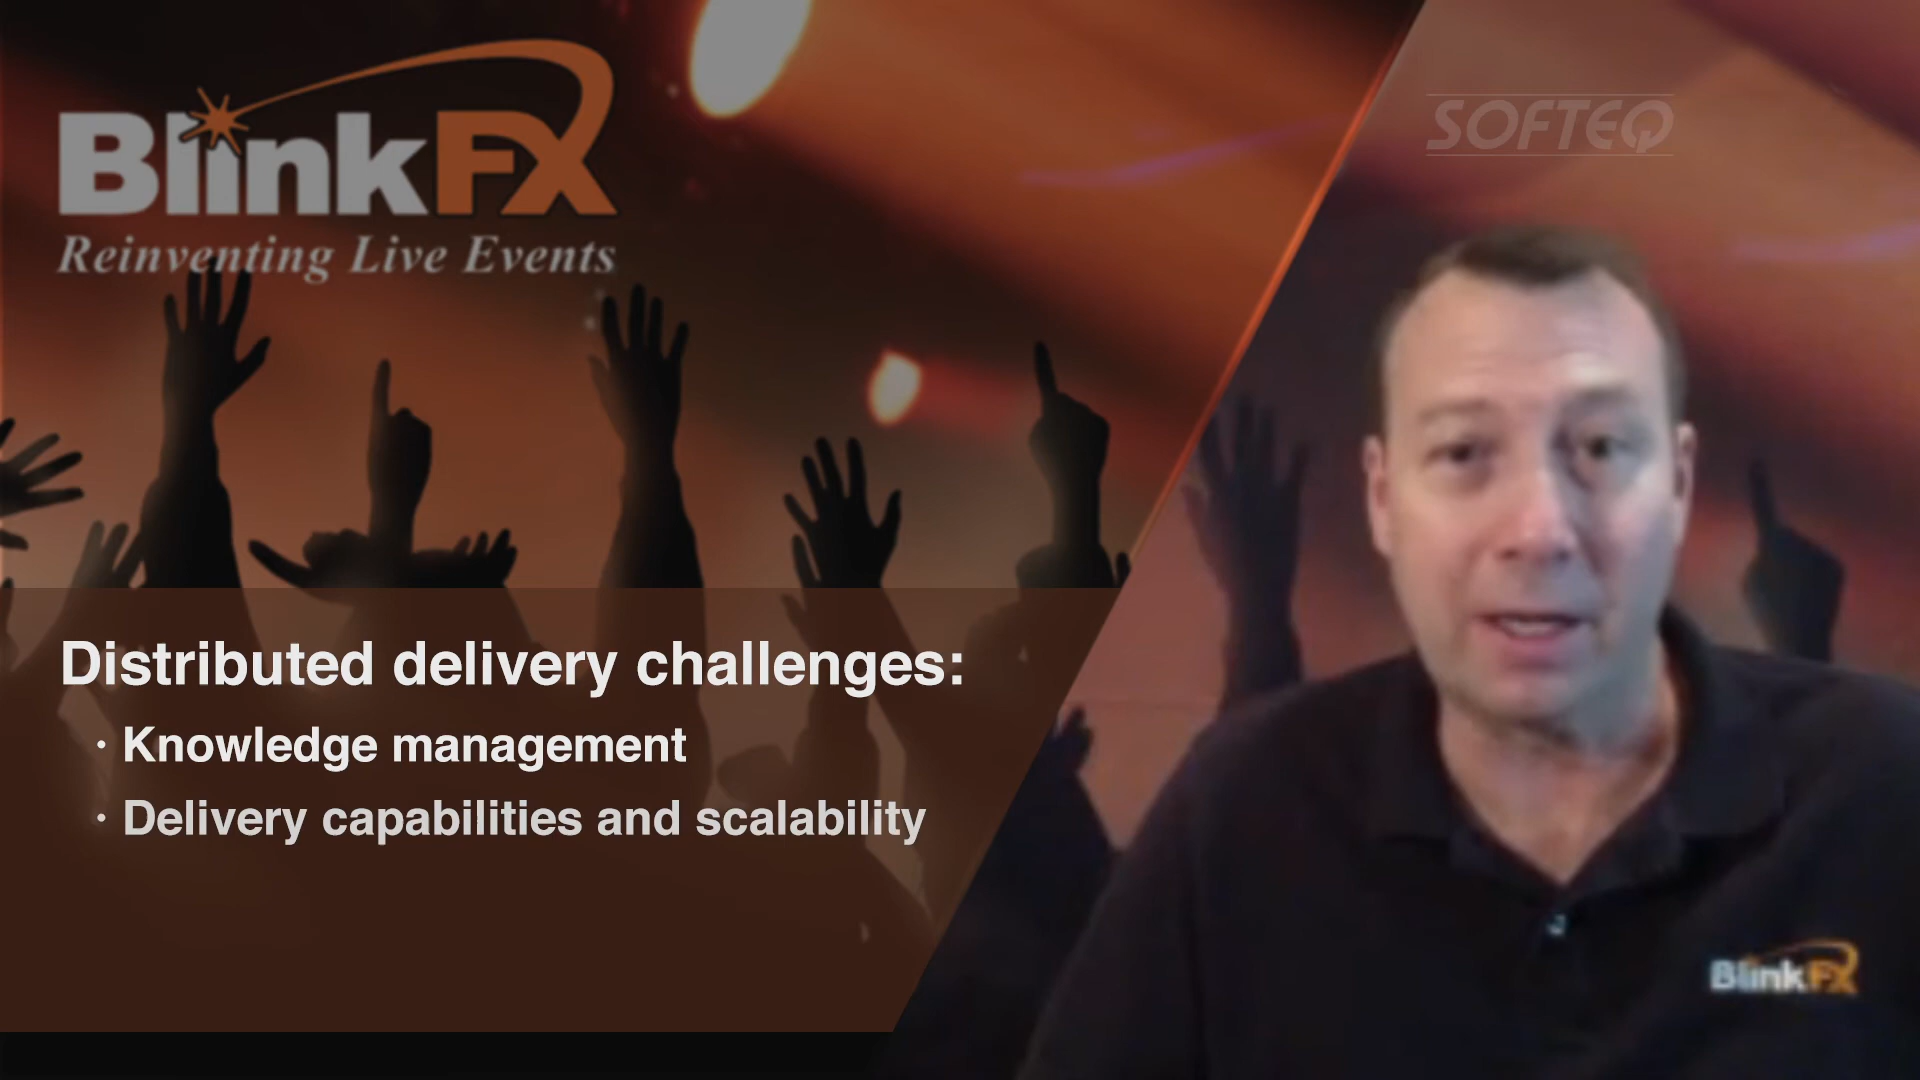 BlinkFX
Reinventing Live Events
SOFTEQ
Distributed delivery challenges:
· Knowledge management
· Delivery capabilities and scalability
BlinkFX